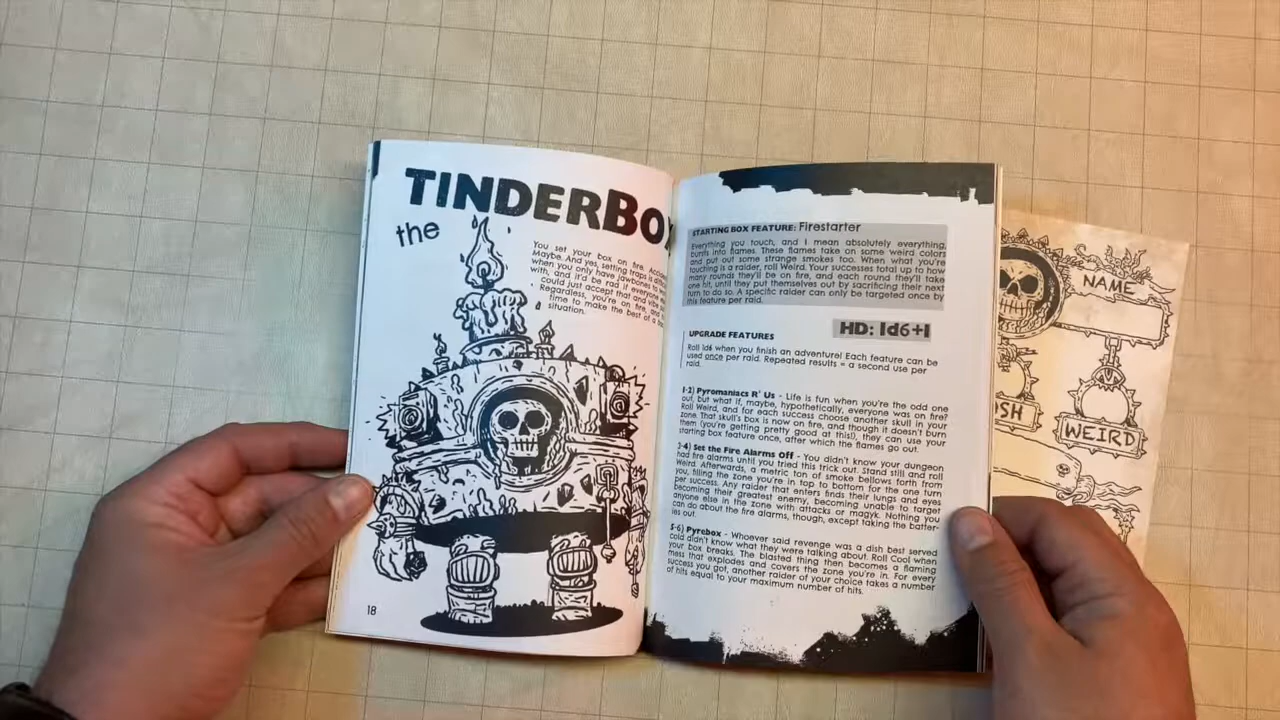 the
TINDERBOX
You set your box on fire.
Maybe. And yes, setting traps is
when you only have jawbones to
with, and it'd be rad if everyone
could just accept that and vibe
Regardless, you're on fire, and
time to make the best of a
situation.
18
STARTING BOX FEATURE: Firestarter
Everything you touch, and I mean absolutely everything,
bursts into flames. These flames take on some weird colors
and put out some strange smokes too. When what you're
touching is a raider, roll Weird. Your successes total up to how
many rounds they'll be on fire, and each round they'll take
one hit, until they put themselves out by sacrificing their next
turn to do so. A specific raider can only be targeted once by
this feature per raid.
HD: 1d6+1
UPGRADE FEATURES
Roll 1d6 when you finish an adventure! Each feature can be
used once per raid. Repeated results = a second use per
raid.
1-2) Pyromaniacs R' Us - Life is fun when you're the odd one
out, but what if, maybe, hypothetically, everyone was on fire?
Roll Weird, and for each success choose another skull in your
zone. That skull's box is now on fire, and though it doesn't burn
them (you're getting pretty good at this!), they can use your
starting box feature once, after which the flames go out.
3-4) Set the Fire Alarms Off - You didn't know your dungeon
had fire alarms until you tried this trick out. Stand still and roll
Weird. Afterwards, a metric ton of smoke bellows forth from
you, filling the zone you're in top to bottom for the one turn
per success. Any raider that enters finds their lungs and eyes
becoming their greatest enemy, becoming unable to target
anyone else in the zone with attacks or magyk. Nothing you
can do about the fire alarms, though, except taking the batter-
ies out.
5-6) Pyrebox - Whoever said revenge was a dish best served
cold didn't know what they were talking about. Roll Cool when
your box breaks. The blasted thing then becomes a flaming
mess that explodes and covers the zone you're in. For every
success you got, another raider of your choice takes a number
of hits equal to your maximum number of hits.
NAME
WEIRD